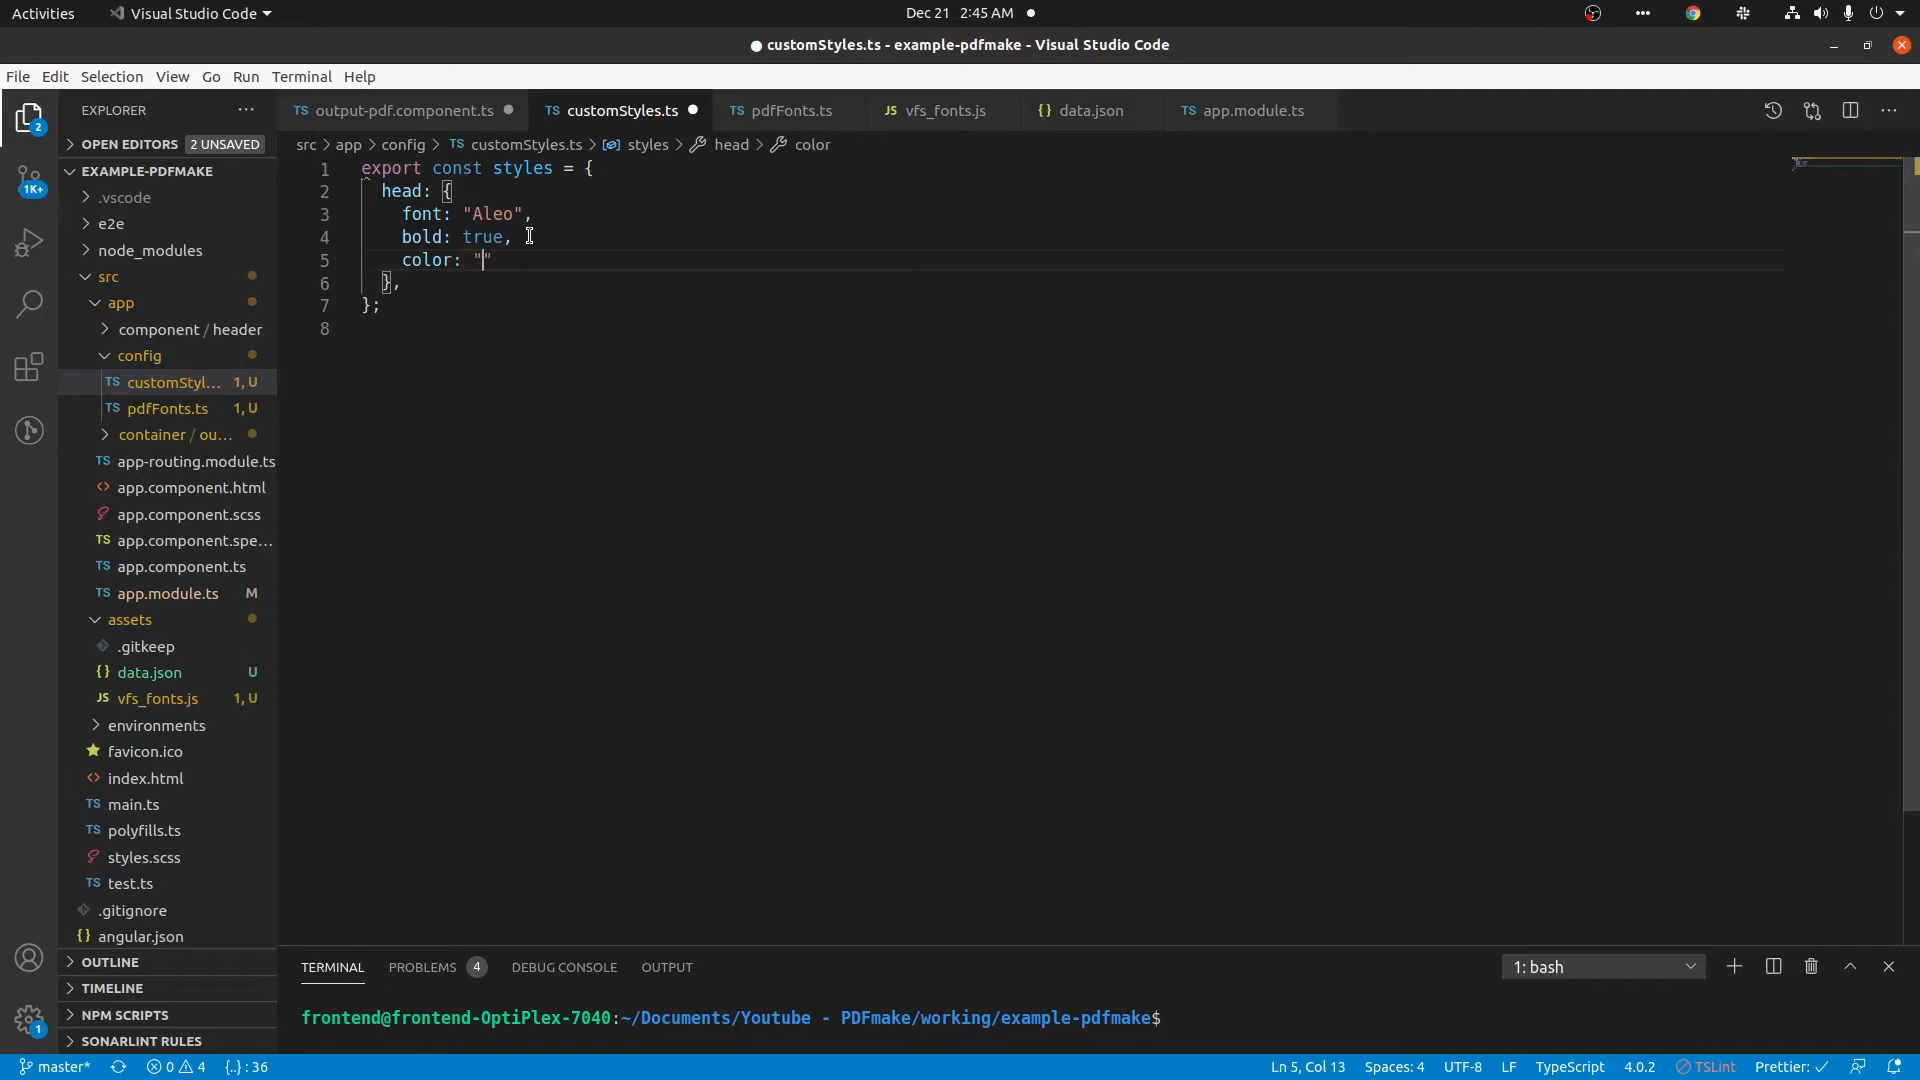 Activities
Visual Studio Code
Dec 21 2:45 AM
customStyles.ts - example-pdfmake - Visual Studio Code
File Edit Selection View Go Run Terminal Help
EXPLORER
output-pdf.component.ts
customStyles.ts
pdfFonts.ts
vfs_fonts.js
data.json
app.module.ts
OPEN EDITORS 2 UNSAVED
src > app > config > TS customStyles.ts > styles > head > color
EXAMPLE-PDFMAKE
.vscode
e2e
node_modules
src
app
component / header
config
TS customStyl... 1, U
TS pdfFonts.ts 1, U
container / ou...
TS app-routing.module.ts
app.component.html
app.component.scss
TS app.component.spe...
TS app.component.ts
TS app.module.ts M
assets
.gitkeep
{} data.json U
JS vfs_fonts.js 1, U
environments
favicon.ico
index.html
TS main.ts
TS polyfills.ts
styles.scss
TS test.ts
.gitignore
{} angular.json
OUTLINE
TIMELINE
NPM SCRIPTS
SONARLINT RULES
2
1K+
1
1 export const styles = {
2 head: {
3 font: "Aleo",
4 bold: true,
5 color: ""
6 },
7 };
8
TERMINAL PROBLEMS 4 DEBUG CONSOLE OUTPUT
1: bash
frontend@frontend-OptiPlex-7040:~/Documents/Youtube - PDFmake/working/example-pdfmake$
master* 0 4 {..} : 36
Ln 5, Col 13 Spaces: 4 UTF-8 LF TypeScript 4.0.2 TSLint Prettier: ✓